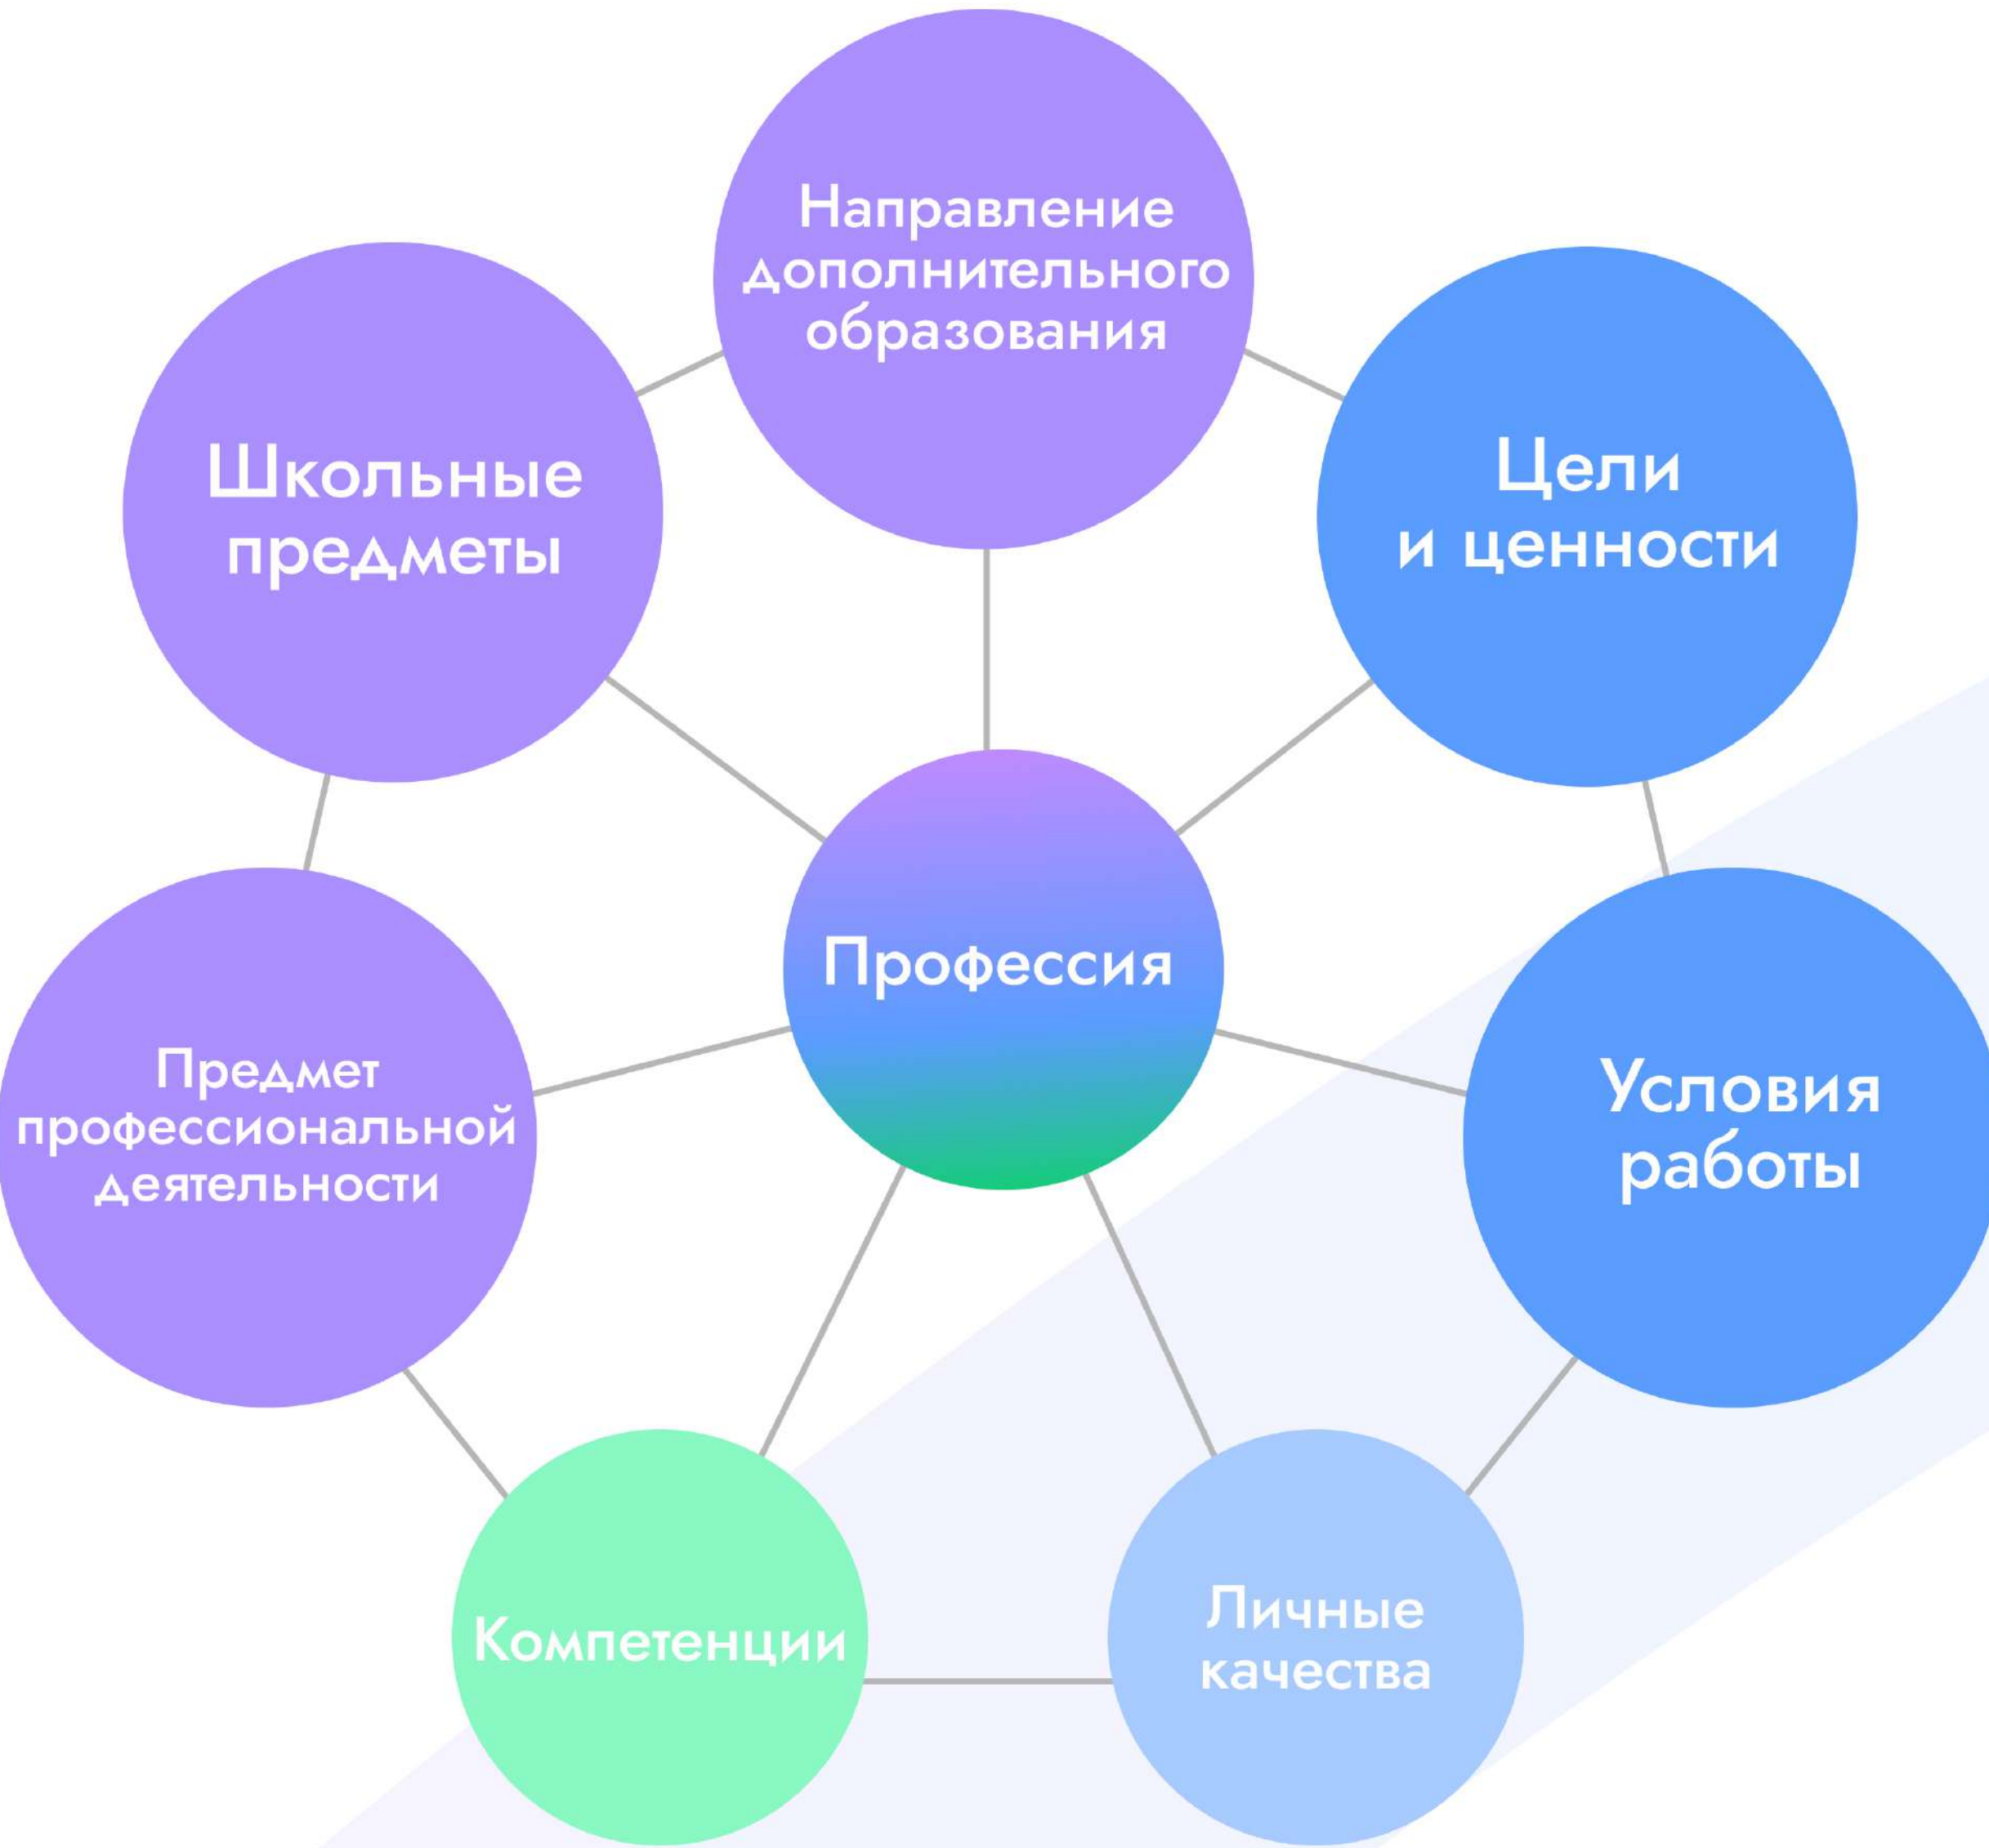 Направление
дополнительного
образования
Школьные
предметы
Цели
и ценности
Профессия
Предмет
профессиональной
деятельности
Условия
работы
Компетенции
Личные
качества